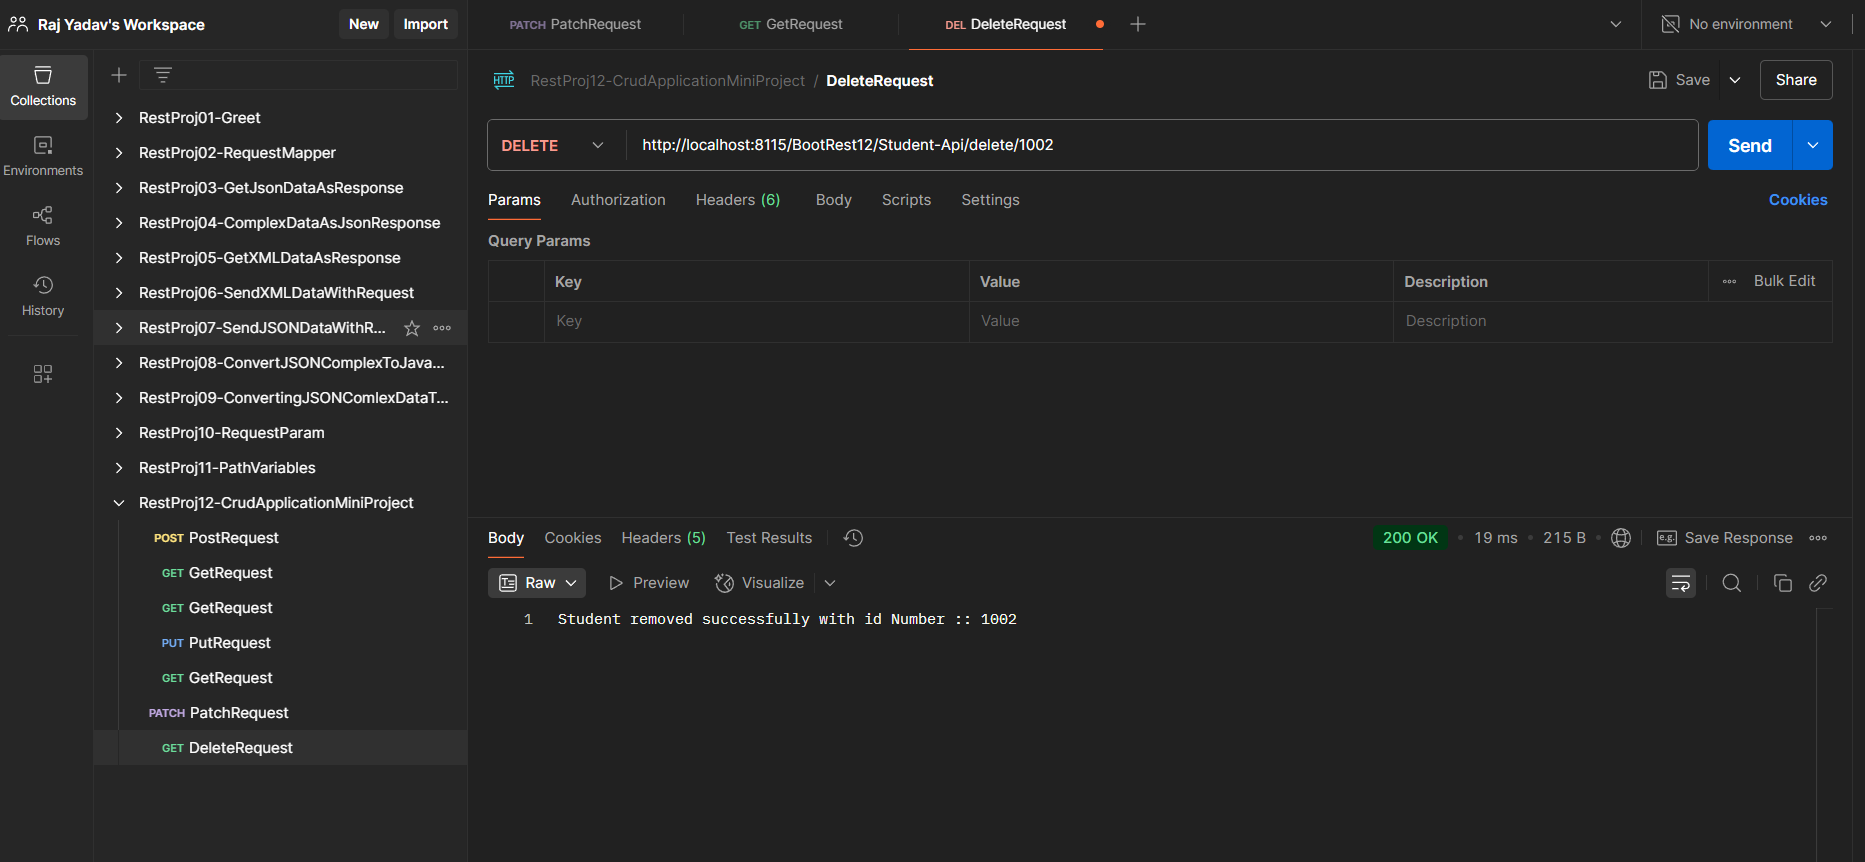 Raj Yadav's Workspace
New
Import
PATCH PatchRequest
GET GetRequest
DEL DeleteRequest
No environment
Collections
Environments
Flows
History
RestProj01-Greet
RestProj02-RequestMapper
RestProj03-GetJsonDataAsResponse
RestProj04-ComplexDataAsJsonResponse
RestProj05-GetXMLDataAsResponse
RestProj06-SendXMLDataWithRequest
RestProj07-SendJSONDataWithR...
RestProj08-ConvertJSONComplexToJava...
RestProj09-ConvertingJSONComlexDataT...
RestProj10-RequestParam
RestProj11-PathVariables
RestProj12-CrudApplicationMiniProject
POST PostRequest
GET GetRequest
GET GetRequest
PUT PutRequest
GET GetRequest
PATCH PatchRequest
GET DeleteRequest
HTTP RestProj12-CrudApplicationMiniProject / DeleteRequest
Save
Share
DELETE http://localhost:8115/BootRest12/Student-Api/delete/1002
Send
Params Authorization Headers (6) Body Scripts Settings
Cookies
Query Params
Key Value Description Bulk Edit
Key Value Description
Body Cookies Headers (5) Test Results
200 OK • 19 ms • 215 B
e.g. Save Response
Raw Preview Visualize
1 Student removed successfully with id Number :: 1002